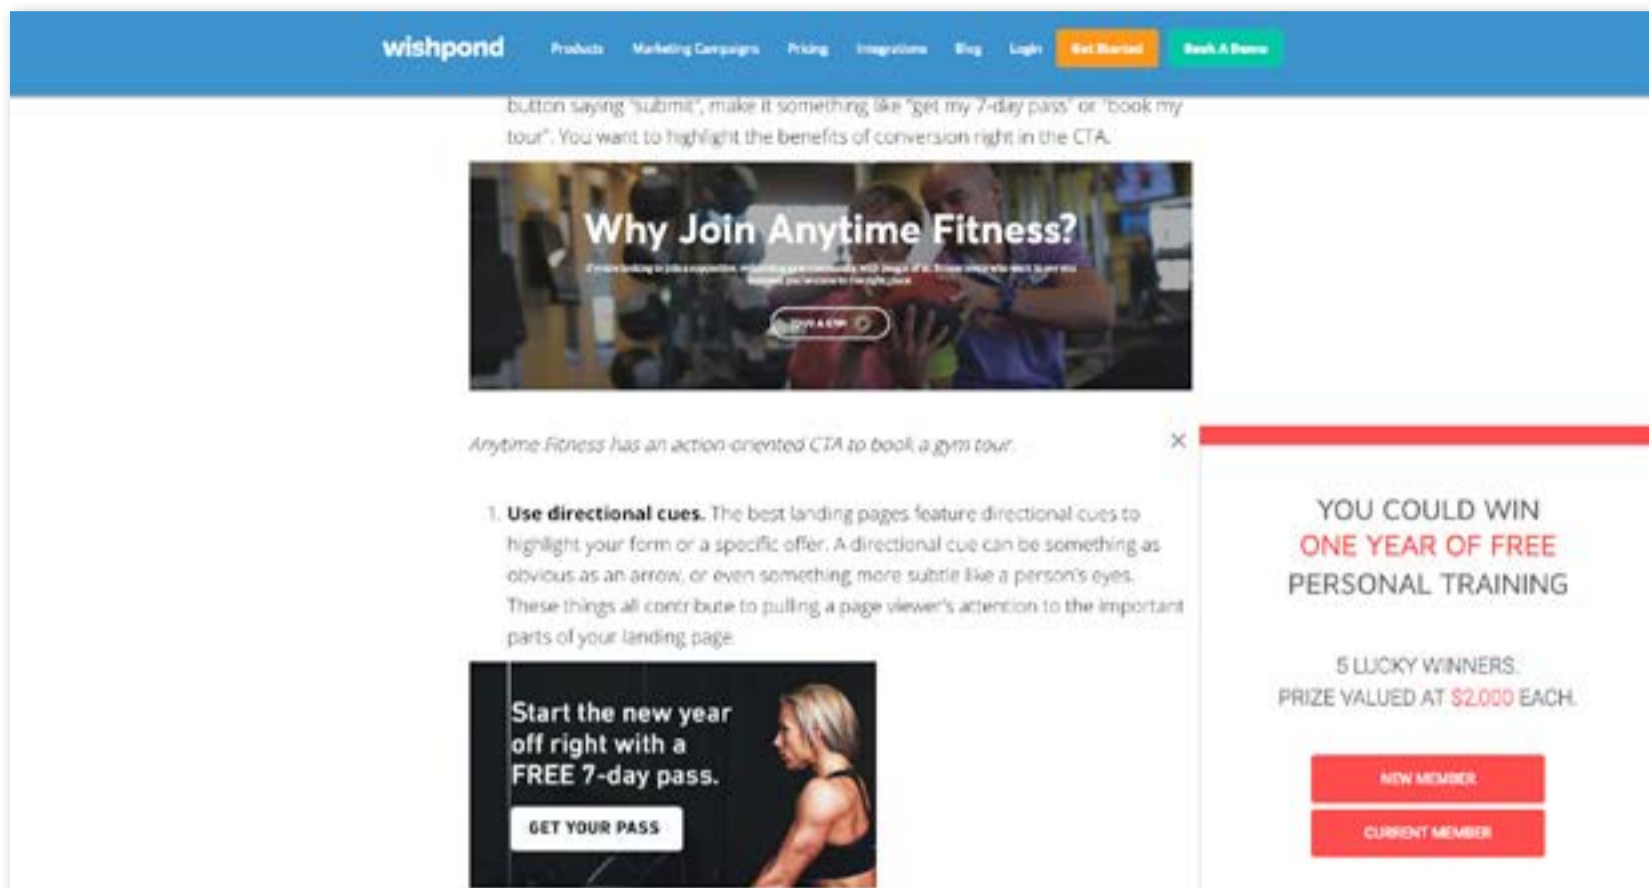 wishpond
Products Marketing Campaigns Pricing Integrations Blog Login Get Started Book A Demo
button saying "submit", make it something like "get my 7-day pass" or "book my
tour". You want to highlight the benefits of conversion right in the CTA.
Why Join Anytime Fitness?
Anytime Fitness has an action-oriented CTA to book a gym tour.
1. Use directional cues. The best landing pages feature directional cues to
highlight your form or a specific offer. A directional cue can be something as
obvious as an arrow, or even something more subtle like a person's eyes.
These things all contribute to pulling a page viewer's attention to the important
parts of your landing page.
Start the new year
off right with a
FREE 7-day pass.
GET YOUR PASS
YOU COULD WIN
ONE YEAR OF FREE
PERSONAL TRAINING
5 LUCKY WINNERS.
PRIZE VALUED AT $2,000 EACH.
NEW MEMBER
CURRENT MEMBER